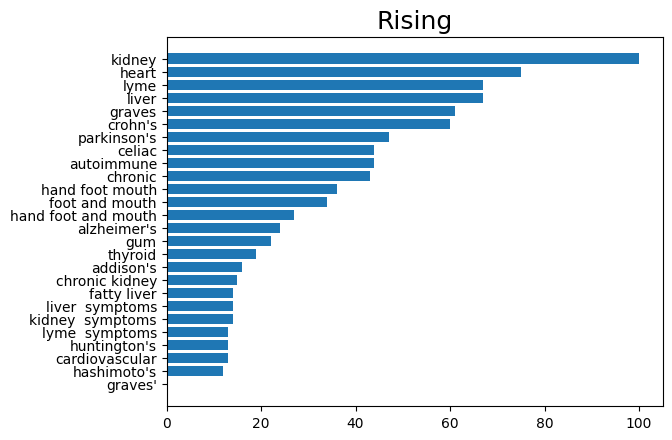 Rising
kidney
heart
lyme
liver
graves
crohn's
parkinson's
celiac
autoimmune
chronic
hand foot mouth
foot and mouth
hand foot and mouth
alzheimer's
gum
thyroid
addison's
chronic kidney
fatty liver
liver  symptoms
kidney  symptoms
lyme  symptoms
huntington's
cardiovascular
hashimoto's
graves'
0 20 40 60 80 100